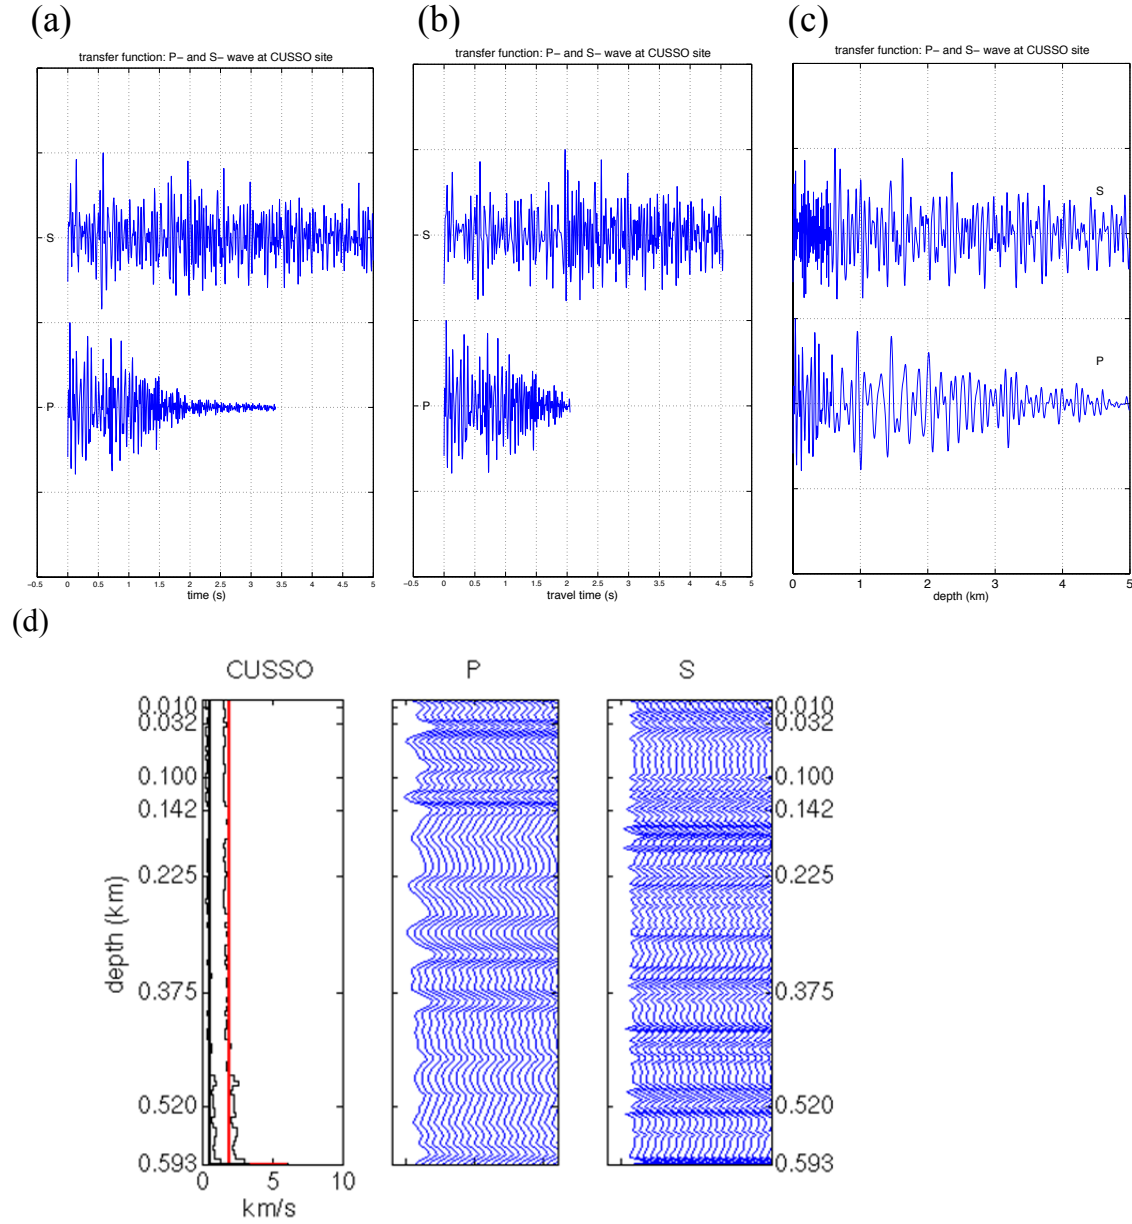 (a)
transfer function: P− and S− wave at CUSSO site
S
P
−0.5 0 0.5 1 1.5 2 2.5 3 3.5 4 4.5 5
time (s)
(b)
transfer function: P− and S− wave at CUSSO site
S
P
−0.5 0 0.5 1 1.5 2 2.5 3 3.5 4 4.5 5
travel time (s)
(c)
transfer function: P− and S− wave at CUSSO site
S
P
0 1 2 3 4 5
depth (km)
(d)
CUSSO P S
0.010 0.010
0.032 0.032
0.100 0.100
0.142 0.142
0.225 0.225
depth (km)
0.375 0.375
0.520 0.520
0.593 0.593
0 5 10
km/s